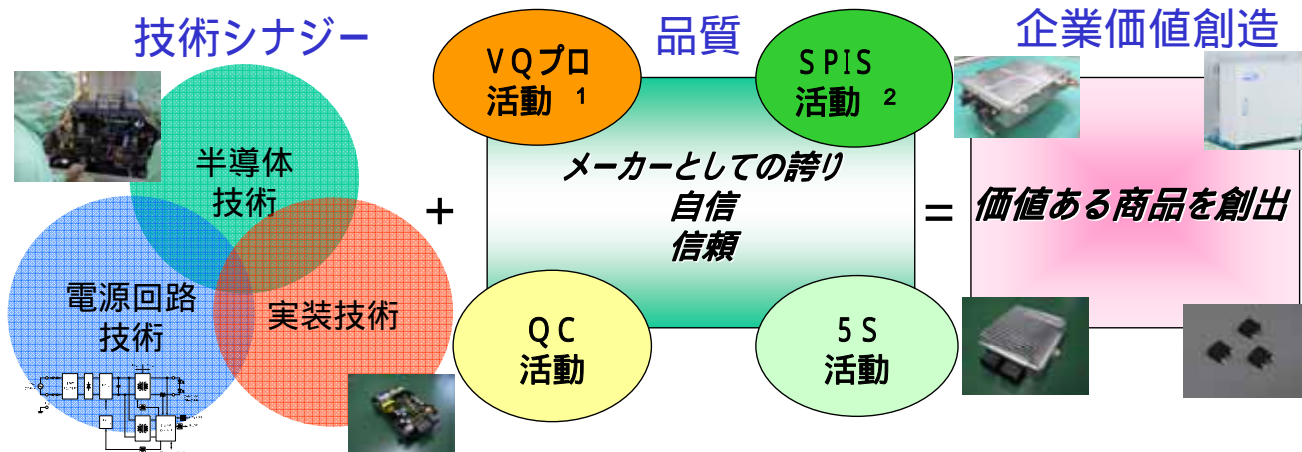 技術シナジー
半導体
技術
電源回路
技術
実装技術
+
品質
VQプロ
活動 1
SPIS
活動 2
メーカーとしての誇り
自信
信頼
QC
活動
5S
活動
=
企業価値創造
価値ある商品を創出